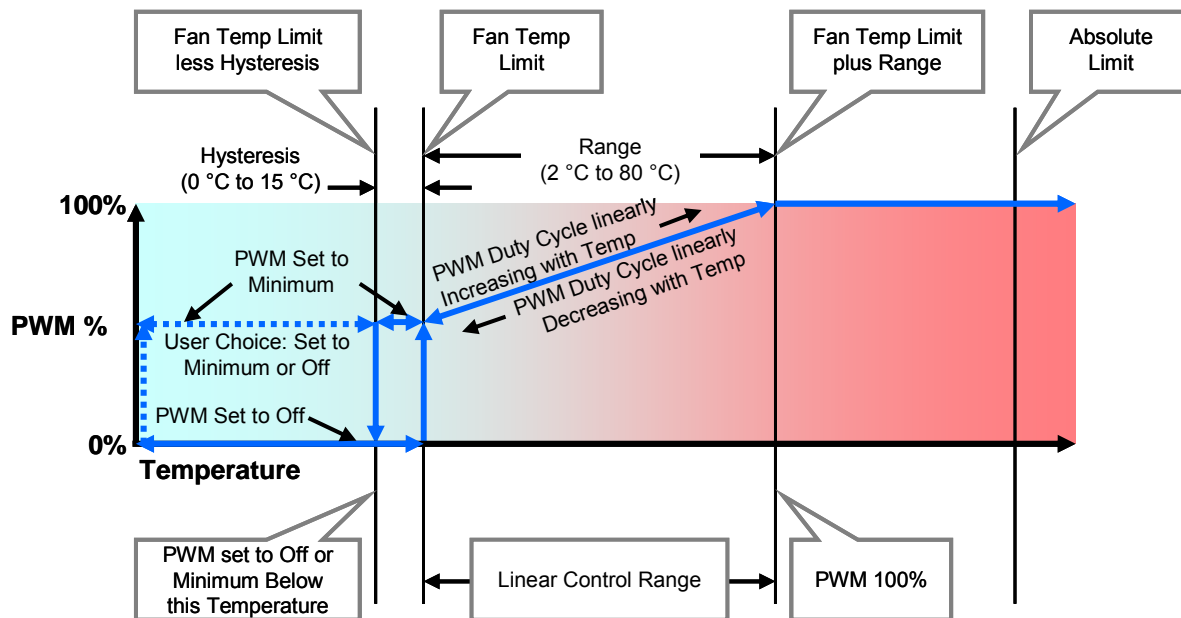 Fan Temp Limit
less Hysteresis
Fan Temp
Limit
Fan Temp Limit
plus Range
Absolute
Limit
Hysteresis
(0 °C to 15 °C)
Range
(2 °C to 80 °C)
100%
PWM Duty Cycle linearly
Increasing with Temp
PWM Duty Cycle linearly
Decreasing with Temp
PWM Set to
Minimum
PWM %
User Choice: Set to
Minimum or Off
PWM Set to Off
0%
Temperature
PWM set to Off or
Minimum Below
this Temperature
Linear Control Range
PWM 100%